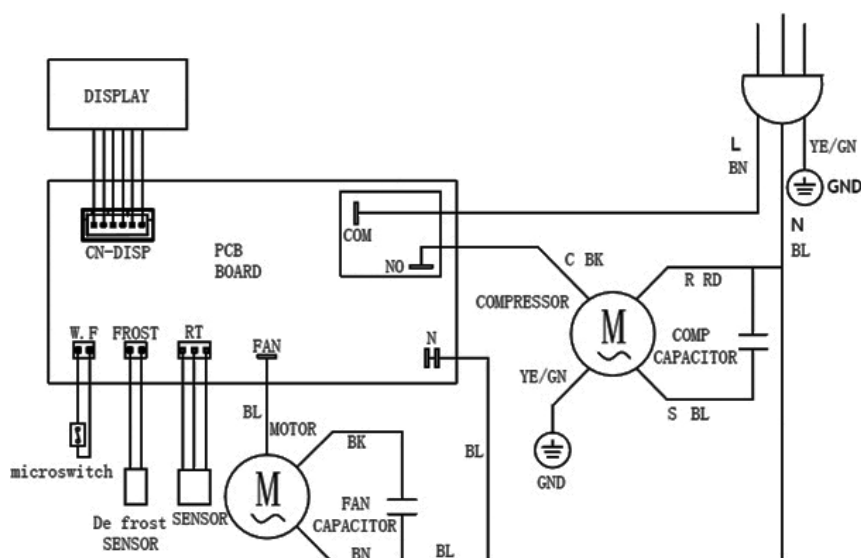 DISPLAY
L
BN
YE/GN
GND
N
BL
COM
CN-DISP
PCB
BOARD
NO
C BK
R RD
COMPRESSOR
M
COMP
CAPACITOR
W.F
FROST
RT
FAN
N
YE/GN
S BL
GND
BL
MOTOR
BK
BL
microswitch
M
FAN
CAPACITOR
De frost
SENSOR
SENSOR
BN
BL